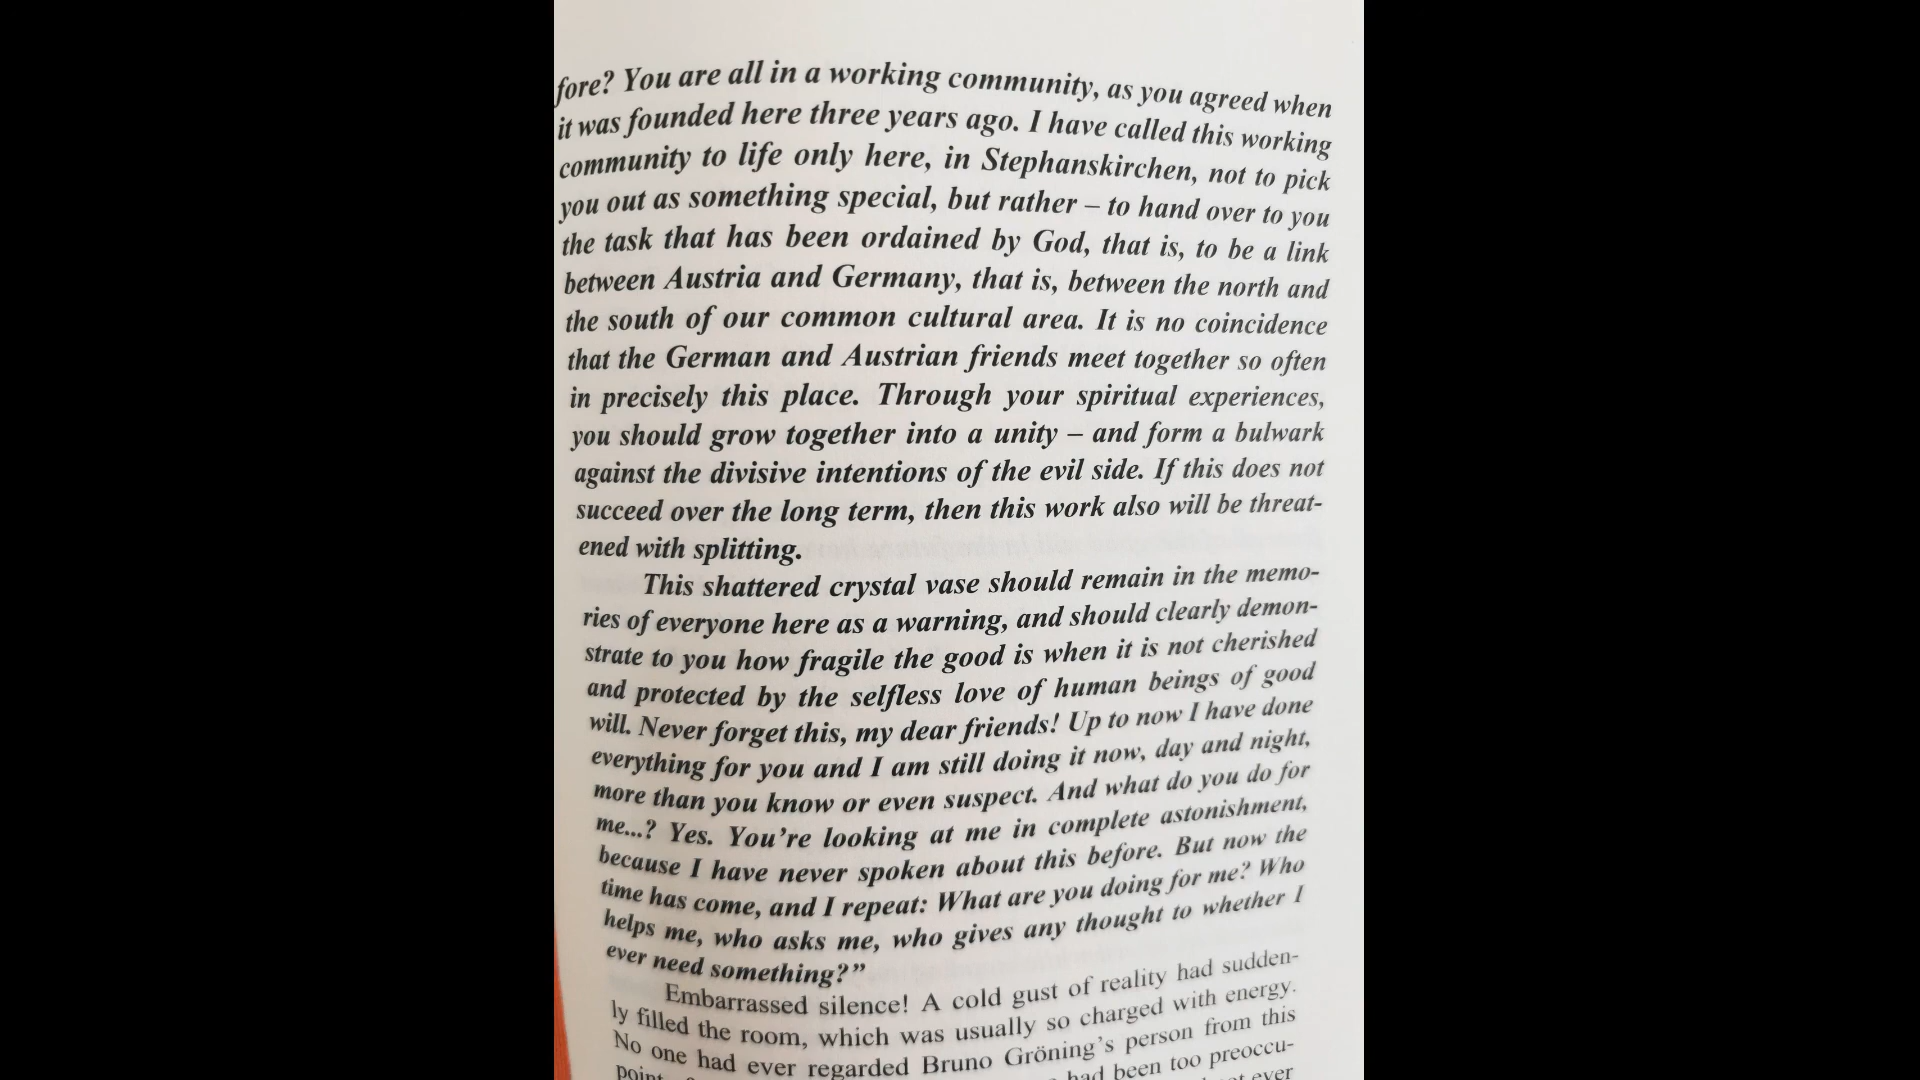 fore? You are all in a working community, as you agreed when
it was founded here three years ago. I have called this working
community to life only here, in Stephanskirchen, not to pick
you out as something special, but rather – to hand over to you
the task that has been ordained by God, that is, to be a link
between Austria and Germany, that is, between the north and
the south of our common cultural area. It is no coincidence
that the German and Austrian friends meet together so often
in precisely this place. Through your spiritual experiences,
you should grow together into a unity – and form a bulwark
against the divisive intentions of the evil side. If this does not
succeed over the long term, then this work also will be threat-
ened with splitting.
This shattered crystal vase should remain in the memo-
ries of everyone here as a warning, and should clearly demon-
strate to you how fragile the good is when it is not cherished
and protected by the selfless love of human beings of good
will. Never forget this, my dear friends! Up to now I have done
everything for you and I am still doing it now, day and night,
more than you know or even suspect. And what do you do for
me...? Yes. You’re looking at me in complete astonishment,
because I have never spoken about this before. But now the
time has come, and I repeat: What are you doing for me? Who
helps me, who asks me, who gives any thought to whether I
ever need something?”
Embarrassed silence! A cold gust of reality had sudden-
ly filled the room, which was usually so charged with energy.
No one had ever regarded Bruno Gröning’s person from this
point had been too preoccu-
ever